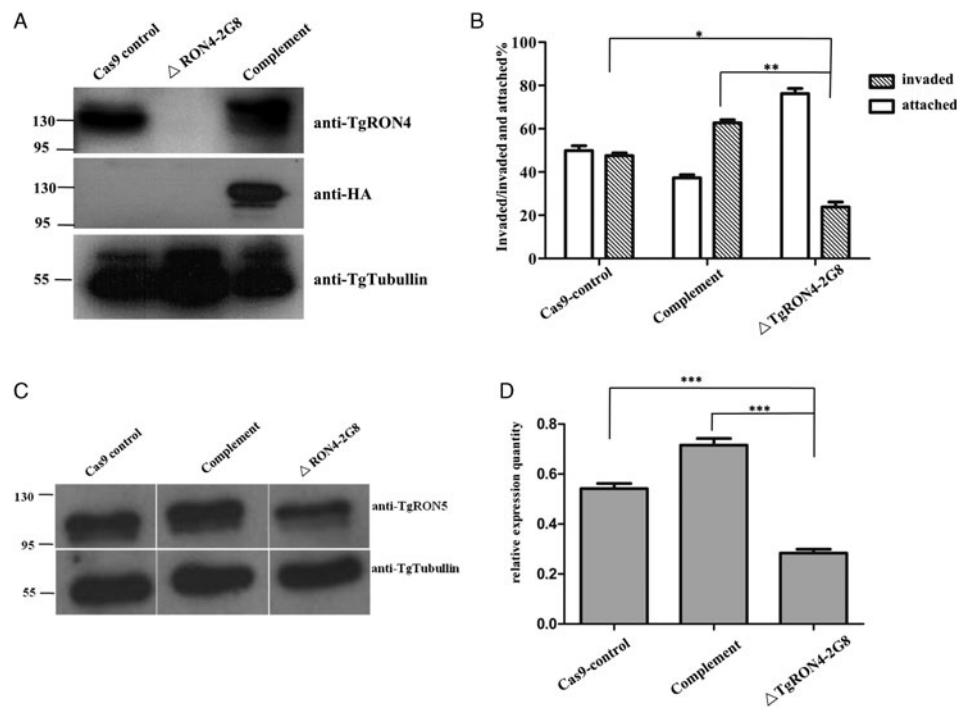 A
Cas9 control
△ RON4-2G8
Complement
130
95
anti-TgRON4
130
95
anti-HA
55
anti-TgTubullin
B
Invaded/invaded and attached%
100
80
60
40
20
0
*
**
invaded
attached
Cas9-control
Complement
△TgRON4-2G8
C
Cas9 control
Complement
△ RON4-2G8
130
95
anti-TgRON5
55
anti-TgTubullin
D
relative expression quantity
0.8
0.6
0.4
0.2
0.0
***
***
Cas9-control
Complement
△TgRON4-2G8